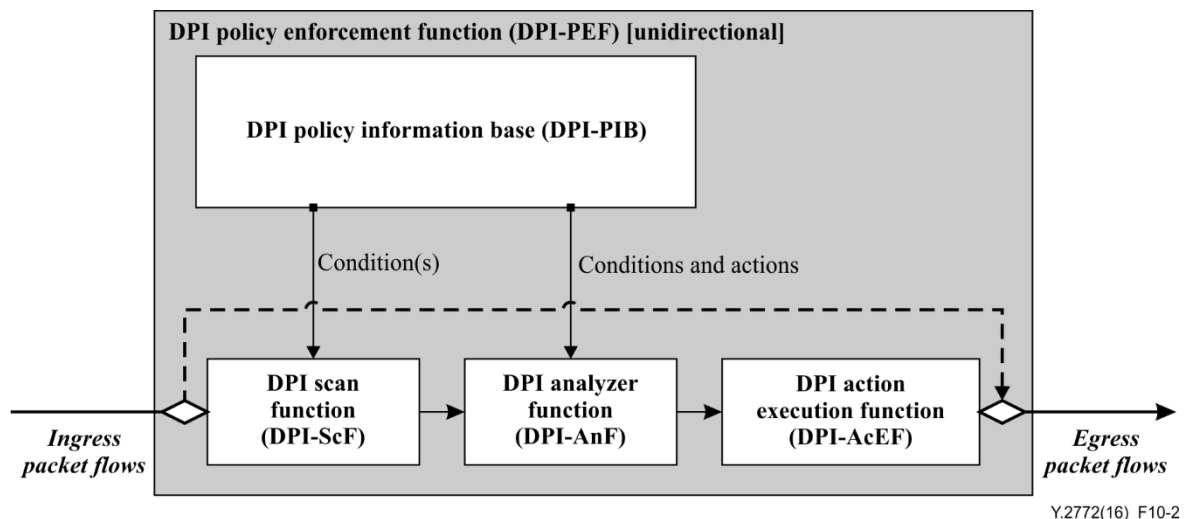 DPI policy enforcement function (DPI-PEF) [unidirectional]
DPI policy information base (DPI-PIB)
Condition(s)
Conditions and actions
DPI scan
function
(DPI-ScF)
DPI analyzer
function
(DPI-AnF)
DPI action
execution function
(DPI-AcEF)
Ingress
packet flows
Egress
packet flows
Y.2772(16)_F10-2